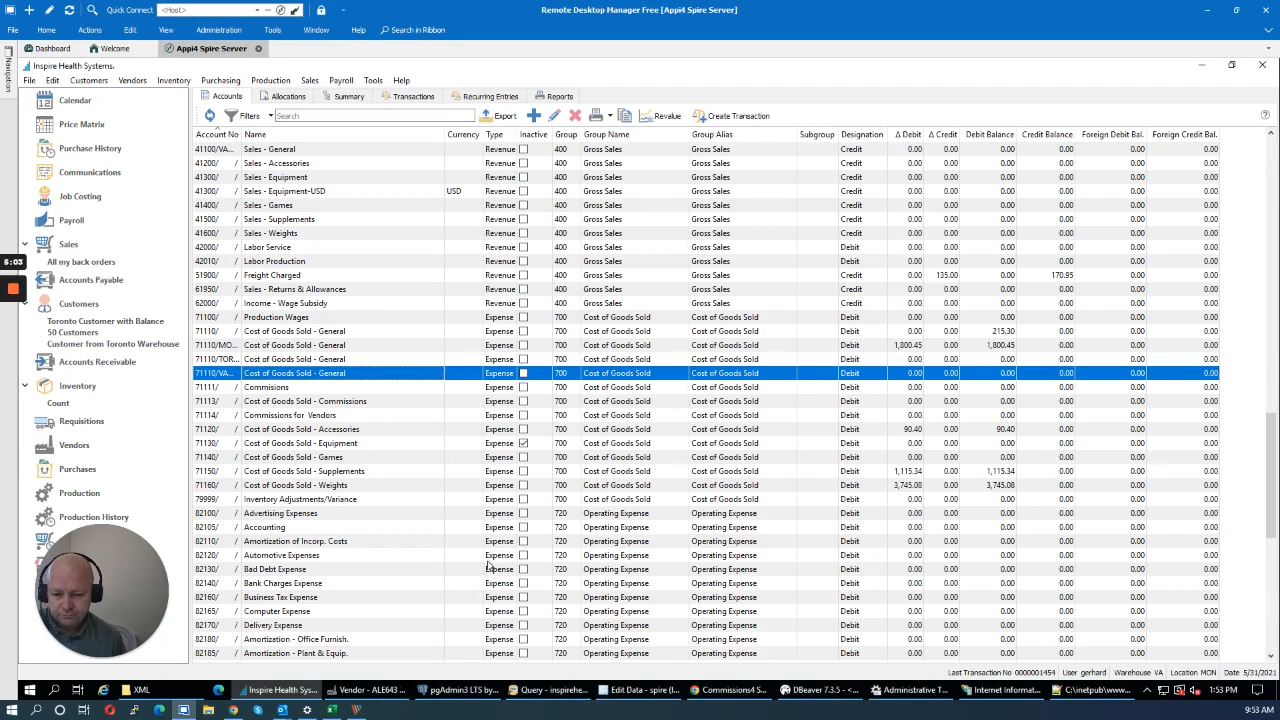 Quick Connect <Host>
Remote Desktop Manager Free [Appi4 Spire Server]
File Home Actions Edit View Administration Tools Window Help Search in Ribbon
Dashboard Welcome Appi4 Spire Server
Navigation
Inspire Health Systems.
File Edit Customers Vendors Inventory Purchasing Production Sales Payroll Tools Help
Calendar
Price Matrix
Purchase History
Communications
Job Costing
Payroll
Sales
All my back orders
5:03
Accounts Payable
Customers
Toronto Customer with Balance
50 Customers
Customer from Toronto Warehouse
Accounts Receivable
Inventory
Count
Requisitions
Vendors
Purchases
Production
Production History
Accounts Allocations Summary Transactions Recurring Entries Reports
Filters Search Export Revalue Create Transaction
Account No Name Currency Type Inactive Group Group Name Group Alias Subgroup Designation Δ Debit Δ Credit Debit Balance Credit Balance Foreign Debit Bal. Foreign Credit Bal.
41100/VA... Sales - General Revenue 400 Gross Sales Gross Sales Credit 0.00 0.00 0.00 0.00 0.00 0.00
41200/ / Sales - Accessories Revenue 400 Gross Sales Gross Sales Credit 0.00 0.00 0.00 0.00 0.00 0.00
41300/ / Sales - Equipment Revenue 400 Gross Sales Gross Sales Credit 0.00 0.00 0.00 0.00 0.00 0.00
41300/ / Sales - Equipment-USD USD Revenue 400 Gross Sales Gross Sales Credit 0.00 0.00 0.00 0.00 0.00 0.00
41400/ / Sales - Games Revenue 400 Gross Sales Gross Sales Credit 0.00 0.00 0.00 0.00 0.00 0.00
41500/ / Sales - Supplements Revenue 400 Gross Sales Gross Sales Credit 0.00 0.00 0.00 0.00 0.00 0.00
41600/ / Sales - Weights Revenue 400 Gross Sales Gross Sales Credit 0.00 0.00 0.00 0.00 0.00 0.00
42000/ / Labor Service Revenue 400 Gross Sales Gross Sales Debit 0.00 0.00 0.00 0.00 0.00 0.00
42010/ / Labor Production Revenue 400 Gross Sales Gross Sales Debit 0.00 0.00 0.00 0.00 0.00 0.00
51900/ / Freight Charged Revenue 400 Gross Sales Gross Sales Credit 0.00 135.00 0.00 170.95 0.00 0.00
61950/ / Sales - Returns & Allowances Revenue 400 Gross Sales Gross Sales Credit 0.00 0.00 0.00 0.00 0.00 0.00
62000/ / Income - Wage Subsidy Revenue 400 Gross Sales Gross Sales Credit 0.00 0.00 0.00 0.00 0.00 0.00
71100/ / Production Wages Expense 700 Cost of Goods Sold Cost of Goods Sold Debit 0.00 0.00 0.00 0.00 0.00 0.00
71110/ / Cost of Goods Sold - General Expense 700 Cost of Goods Sold Cost of Goods Sold Debit 0.00 0.00 215.30 0.00 0.00 0.00
71110/MO... Cost of Goods Sold - General Expense 700 Cost of Goods Sold Cost of Goods Sold Debit 1,800.45 0.00 1,800.45 0.00 0.00 0.00
71110/TOR... Cost of Goods Sold - General Expense 700 Cost of Goods Sold Cost of Goods Sold Debit 0.00 0.00 0.00 0.00 0.00 0.00
71110/VA... Cost of Goods Sold - General Expense 700 Cost of Goods Sold Cost of Goods Sold Debit 0.00 0.00 0.00 0.00 0.00 0.00
71111/ / Commisions Expense 700 Cost of Goods Sold Cost of Goods Sold Debit 0.00 0.00 0.00 0.00 0.00 0.00
71113/ / Cost of Goods Sold - Commissions Expense 700 Cost of Goods Sold Cost of Goods Sold Debit 0.00 0.00 0.00 0.00 0.00 0.00
71114/ / Commissions for Vendors Expense 700 Cost of Goods Sold Cost of Goods Sold Debit 0.00 0.00 0.00 0.00 0.00 0.00
71120/ / Cost of Goods Sold - Accessories Expense 700 Cost of Goods Sold Cost of Goods Sold Debit 90.40 0.00 90.40 0.00 0.00 0.00
71130/ / Cost of Goods Sold - Equipment Expense 700 Cost of Goods Sold Cost of Goods Sold Debit 0.00 0.00 0.00 0.00 0.00 0.00
71140/ / Cost of Goods Sold - Games Expense 700 Cost of Goods Sold Cost of Goods Sold Debit 0.00 0.00 0.00 0.00 0.00 0.00
71150/ / Cost of Goods Sold - Supplements Expense 700 Cost of Goods Sold Cost of Goods Sold Debit 1,115.34 0.00 1,115.34 0.00 0.00 0.00
71160/ / Cost of Goods Sold - Weights Expense 700 Cost of Goods Sold Cost of Goods Sold Debit 3,745.08 0.00 3,745.08 0.00 0.00 0.00
79999/ / Inventory Adjustments/Variance Expense 700 Cost of Goods Sold Cost of Goods Sold Debit 0.00 0.00 0.00 0.00 0.00 0.00
82100/ / Advertising Expenses Expense 720 Operating Expense Operating Expense Debit 0.00 0.00 0.00 0.00 0.00 0.00
82105/ / Accounting Expense 720 Operating Expense Operating Expense Debit 0.00 0.00 0.00 0.00 0.00 0.00
82110/ / Amortization of Incorp. Costs Expense 720 Operating Expense Operating Expense Debit 0.00 0.00 0.00 0.00 0.00 0.00
82120/ / Automotive Expenses Expense 720 Operating Expense Operating Expense Debit 0.00 0.00 0.00 0.00 0.00 0.00
82130/ / Bad Debt Expense Expense 720 Operating Expense Operating Expense Debit 0.00 0.00 0.00 0.00 0.00 0.00
82140/ / Bank Charges Expense Expense 720 Operating Expense Operating Expense Debit 0.00 0.00 0.00 0.00 0.00 0.00
82160/ / Business Tax Expense Expense 720 Operating Expense Operating Expense Debit 0.00 0.00 0.00 0.00 0.00 0.00
82165/ / Computer Expense Expense 720 Operating Expense Operating Expense Debit 0.00 0.00 0.00 0.00 0.00 0.00
82170/ / Delivery Expense Expense 720 Operating Expense Operating Expense Debit 0.00 0.00 0.00 0.00 0.00 0.00
82180/ / Amortization - Office Furnish. Expense 720 Operating Expense Operating Expense Debit 0.00 0.00 0.00 0.00 0.00 0.00
82185/ / Amortization - Plant & Equip. Expense 720 Operating Expense Operating Expense Debit 0.00 0.00 0.00 0.00 0.00 0.00
Last Transaction No 0000001454 User gerhard Warehouse VA Location MON Date 5/31/2021
XML Inspire Health Sys... Vendor - ALE643 ... pgAdmin3 LTS by... Query - inspirehe... Edit Data - spire (l... Commissions4 S... DBeaver 7.3.5 - <... Administrative T... Internet Informat... C:\inetpub\www... 1:53 PM
9:53 AM